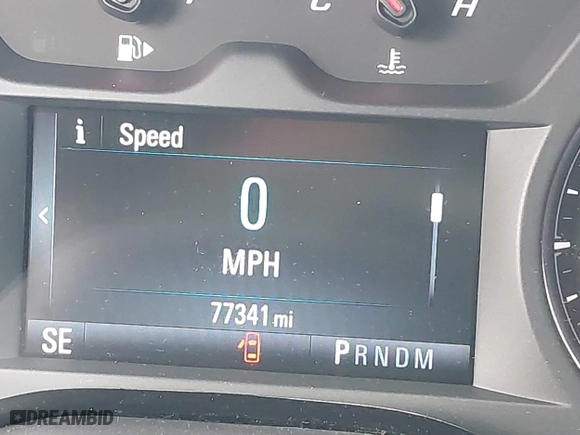 C H
i Speed
0
MPH
77341 mi
SE PRNDM
DREAMBID